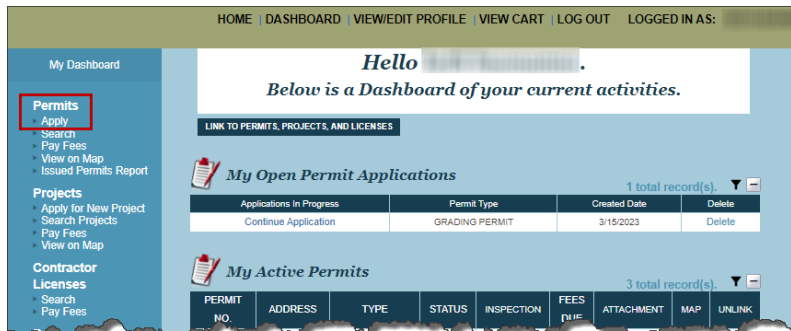 HOME | DASHBOARD | VIEW/EDIT PROFILE | VIEW CART | LOG OUT LOGGED IN AS:
My Dashboard
Permits
Apply
Search
Pay Fees
View on Map
Issued Permits Report
Projects
Apply for New Project
Search Projects
Pay Fees
View on Map
Contractor
Licenses
Search
Pay Fees
Hello .
Below is a Dashboard of your current activities.
LINK TO PERMITS, PROJECTS, AND LICENSES
My Open Permit Applications
1 total record(s).
Applications In Progress Permit Type Created Date Delete
Continue Application GRADING PERMIT 3/15/2023 Delete
My Active Permits
3 total record(s).
PERMIT NO. ADDRESS TYPE STATUS INSPECTION FEES DUE ATTACHMENT MAP UNLINK